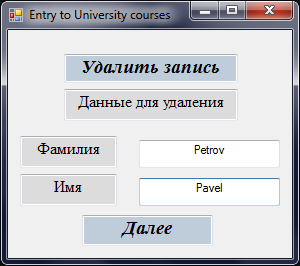 Entry to University courses
Удалить запись
Данные для удаления
Фамилия
Petrov
Имя
Pavel
Далее